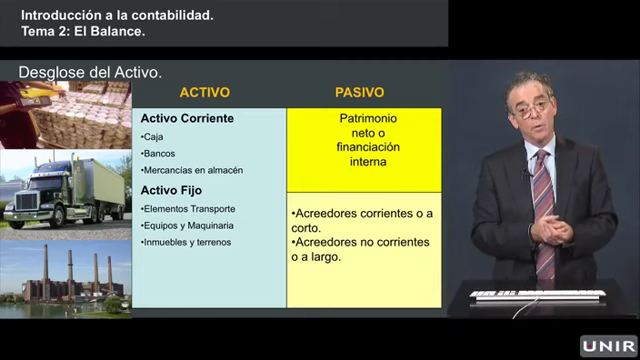 Introducción a la contabilidad.
Tema 2: El Balance.
Desglose del Activo.
ACTIVO
PASIVO
Activo Corriente
•Caja
•Bancos
•Mercancías en almacén
Activo Fijo
•Elementos Transporte
•Equipos y Maquinaria
•Inmuebles y terrenos
Patrimonio
neto o
financiación
interna
•Acreedores corrientes o a
corto.
•Acreedores no corrientes
o a largo.
UNIR